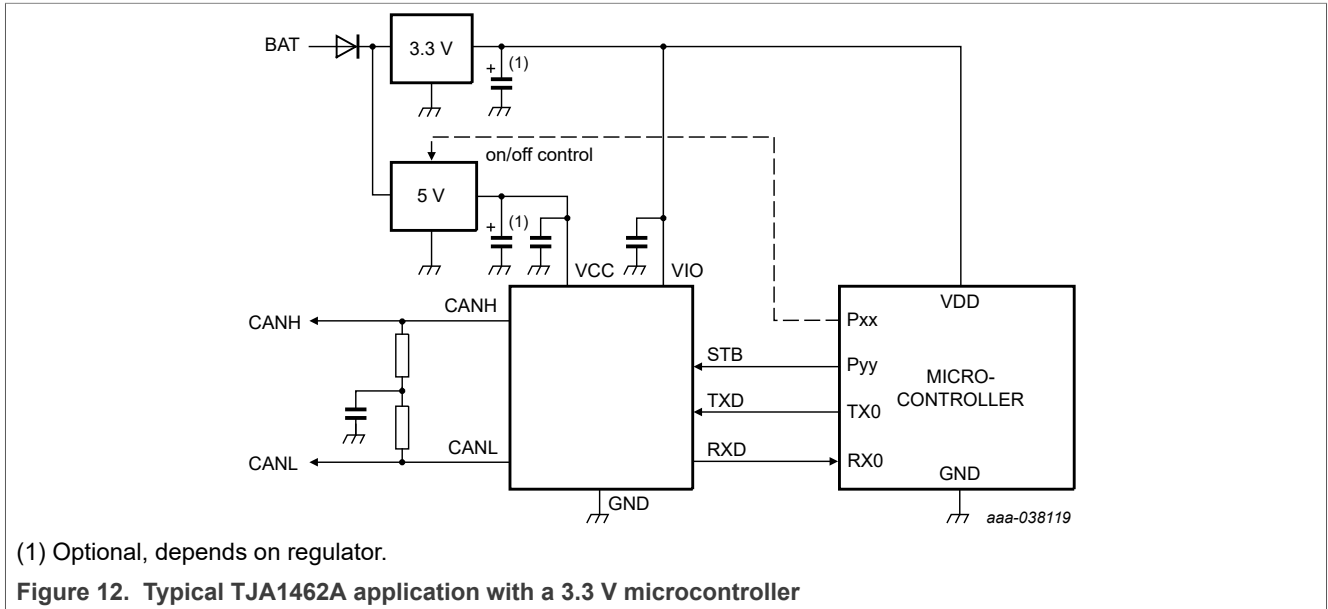 BAT
3.3 V
+
(1)
on/off control
5 V
+
(1)
VCC
VIO
CANH
CANH
VDD
Pxx
STB
Pyy
MICRO-
CONTROLLER
TXD
TX0
CANL
CANL
RXD
RX0
GND
GND
aaa-038119
(1) Optional, depends on regulator.
Figure 12. Typical TJA1462A application with a 3.3 V microcontroller